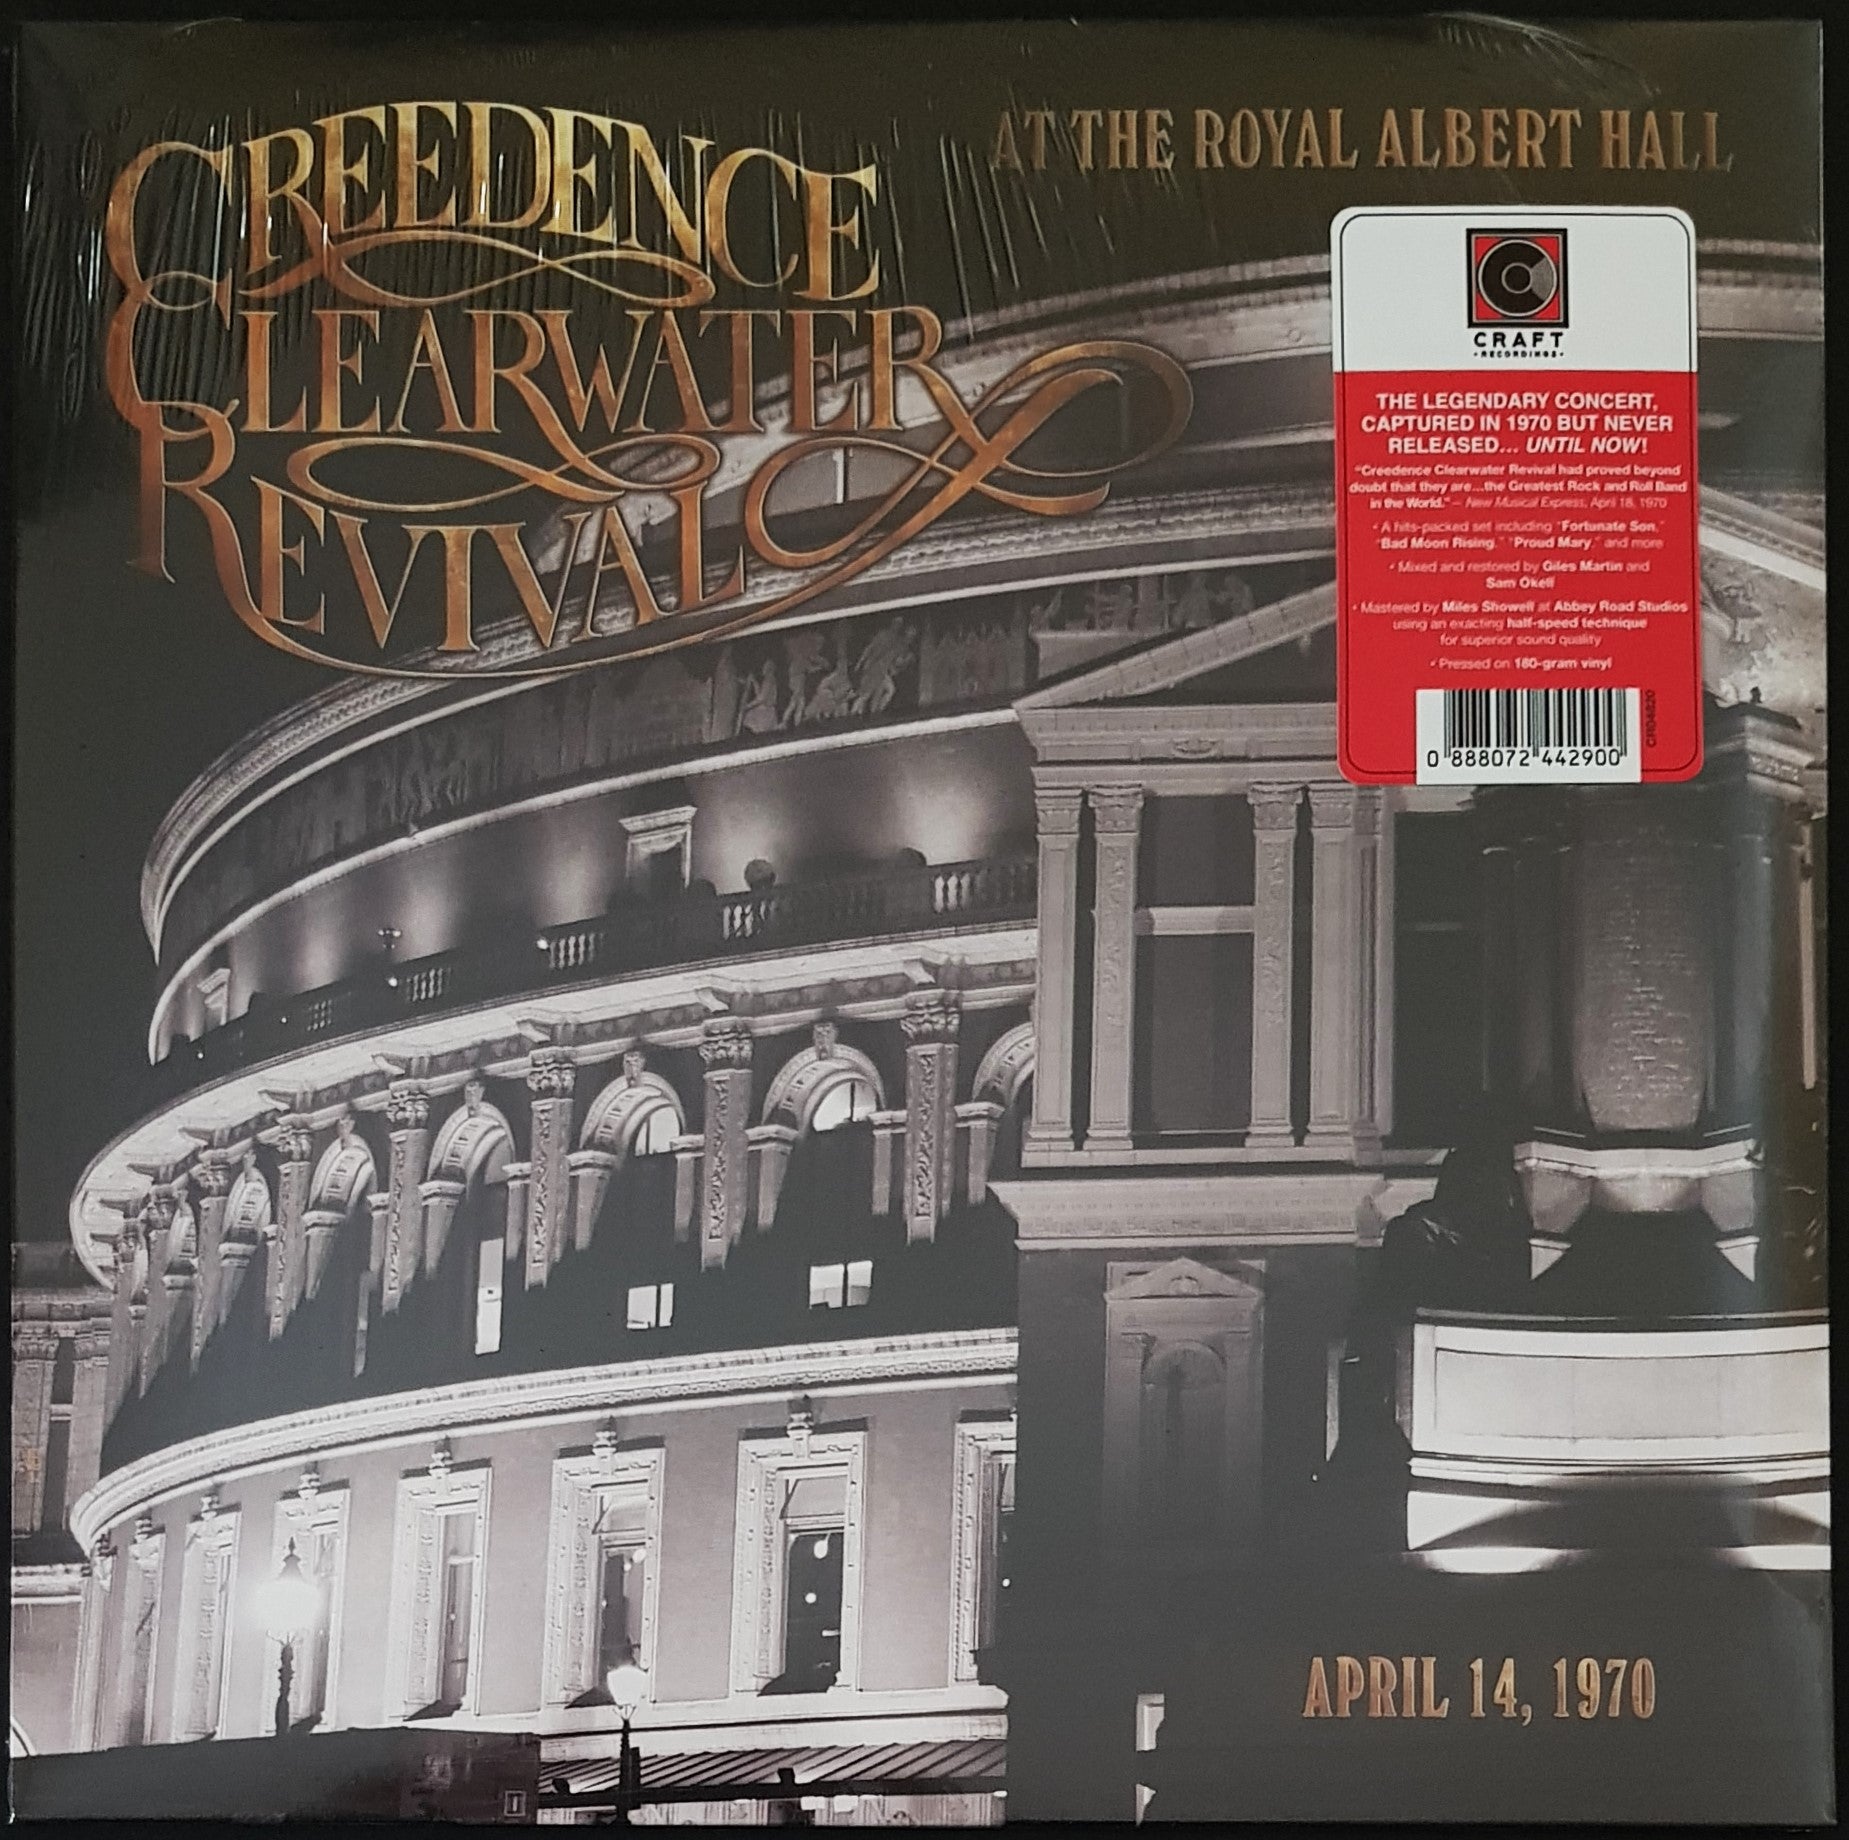 CREEDENCE
CLEARWATER
REVIVAL
AT THE ROYAL ALBERT HALL
C
CRAFT
•RECORDINGS•
THE LEGENDARY CONCERT,
CAPTURED IN 1970 BUT NEVER
RELEASED... UNTIL NOW!
"Creedence Clearwater Revival had proved beyond
doubt that they are...the Greatest Rock and Roll Band
in the World." – New Musical Express, April 18, 1970
• A hits-packed set including "Fortunate Son,"
"Bad Moon Rising," "Proud Mary," and more
• Mixed and restored by Giles Martin and
Sam Okell
• Mastered by Miles Showell at Abbey Road Studios
using an exacting half-speed technique
for superior sound quality
• Pressed on 180-gram vinyl
0 888072 442900
APRIL 14, 1970